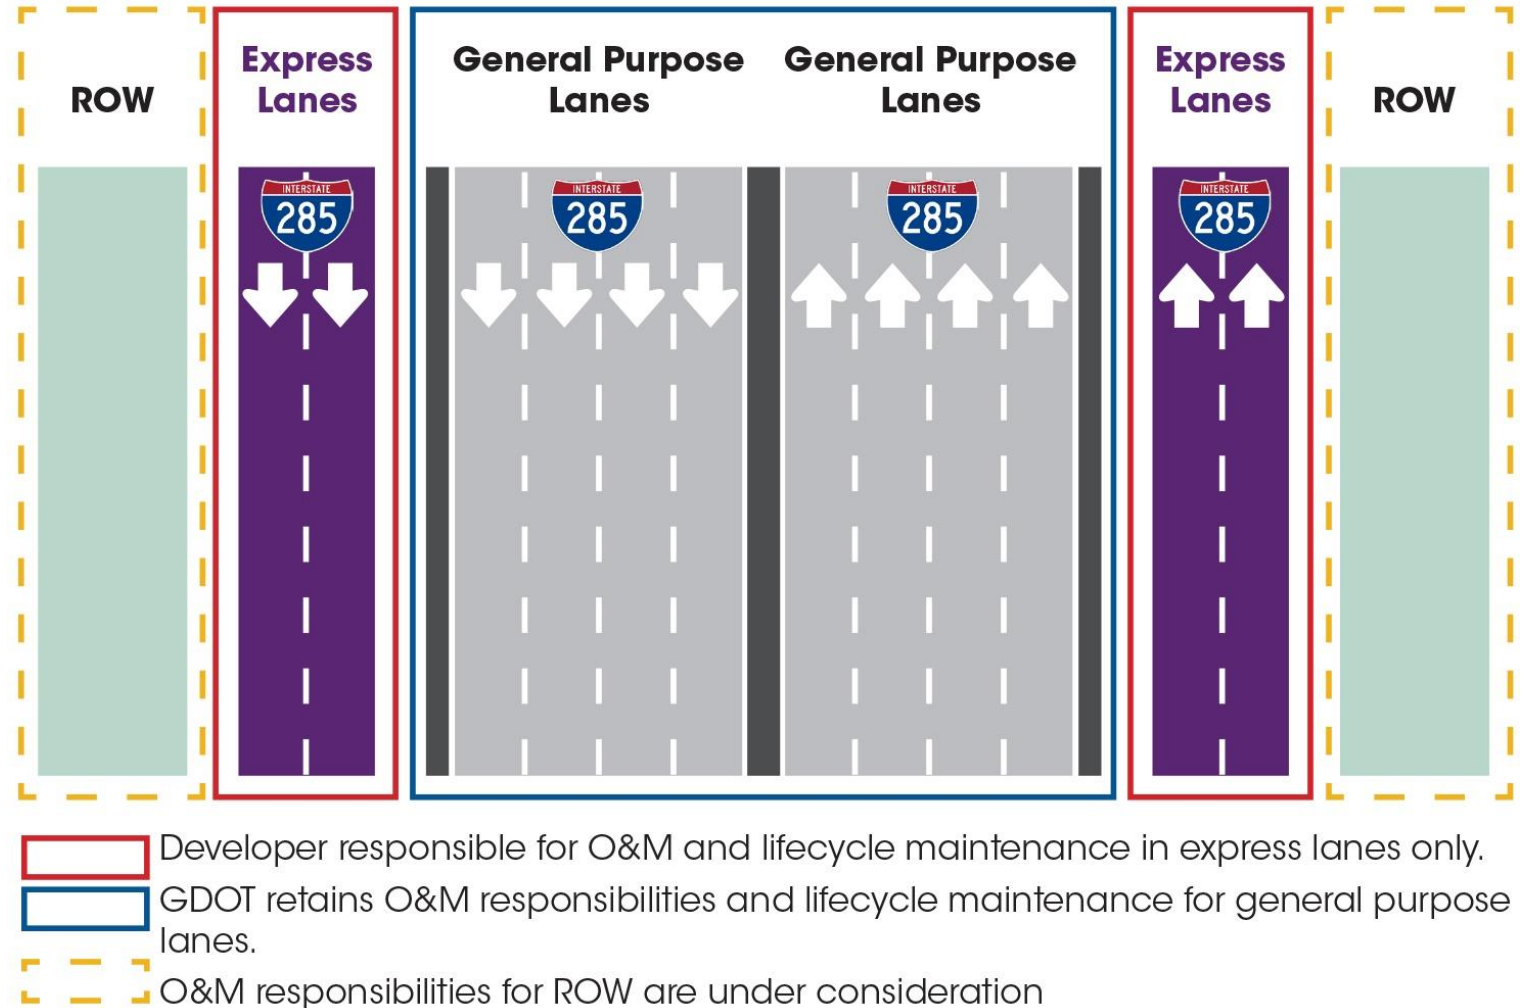 ROW
Express
Lanes
General Purpose
Lanes
General Purpose
Lanes
Express
Lanes
ROW
INTERSTATE
285
INTERSTATE
285
INTERSTATE
285
INTERSTATE
285
Developer responsible for O&M and lifecycle maintenance in express lanes only.
GDOT retains O&M responsibilities and lifecycle maintenance for general purpose
lanes.
O&M responsibilities for ROW are under consideration